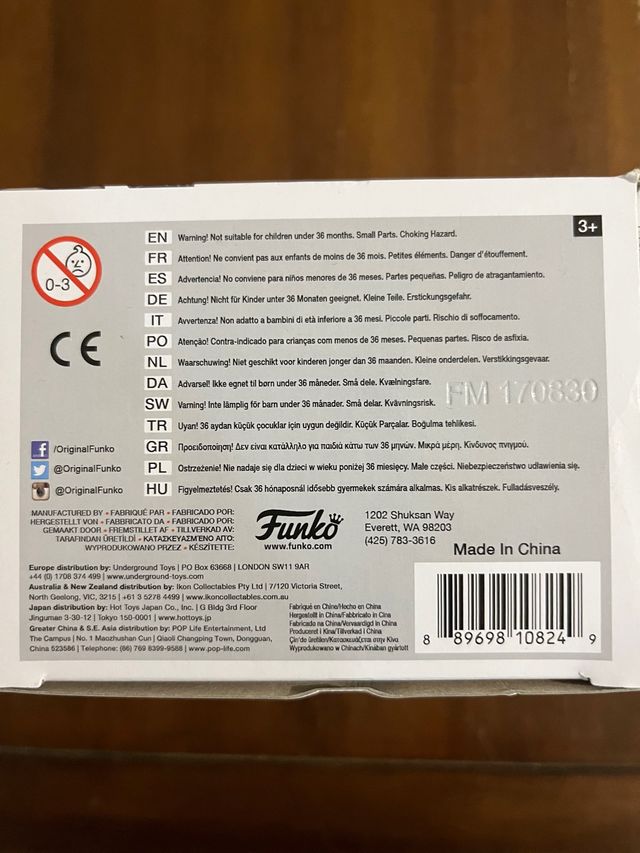 3+
0-3
CE
EN Warning! Not suitable for children under 36 months. Small Parts. Choking Hazard.
FR Attention! Ne convient pas aux enfants de moins de 36 mois. Petites éléments. Danger d'étouffement.
ES Advertencia! No conviene para niños menores de 36 meses. Partes pequeñas. Peligro de atragantamiento.
DE Achtung! Nicht für Kinder unter 36 Monaten geeignet. Kleine Teile. Erstickungsgefahr.
IT Avvertenza! Non adatto a bambini di età inferiore a 36 mesi. Piccole parti. Rischio di soffocamento.
PO Atenção! Contra-indicado para crianças com menos de 36 meses. Pequenas partes. Risco de asfixia.
NL Waarschuwing! Niet geschikt voor kinderen jonger dan 36 maanden. Kleine onderdelen. Verstikkingsgevaar.
DA Advarsel! Ikke egnet til børn under 36 måneder. Små dele. Kvælningsfare.
FM 170830
SW Varning! Inte lämplig för barn under 36 månader. Små delar. Kvävningsrisk.
TR Uyarı! 36 aydan küçük çocuklar için uygun değildir. Küçük Parçalar. Boğulma tehlikesi.
GR Προειδοποίηση! Δεν είναι κατάλληλο για παιδιά κάτω των 36 μηνών. Μικρά μέρη. Κίνδυνος πνιγμού.
PL Ostrzeżenie! Nie nadaje się dla dzieci w wieku poniżej 36 miesięcy. Małe części. Niebezpieczeństwo udławienia się.
HU Figyelmeztetés! Csak 36 hónaposnál idősebb gyermekek számára alkalmas. Kis alkatrészek. Fulladásveszély.
/OriginalFunko
@OriginalFunko
@OriginalFunko
MANUFACTURED BY • FABRIQUÉ PAR • FABRICADO POR:
HERGESTELLT VON • FABBRICATO DA • FABRICADO POR:
GEMAAKT DOOR • FREMSTILLET AF • TILLVERKAD AV:
TARAFINDAN ÜRETİLDİ • ΚΑΤΑΣΚΕΥΑΣΜΕΝΟ ΑΠΟ:
WYPRODUKOWANO PRZEZ • KÉSZÍTETTE:
Funko
www.funko.com
1202 Shuksan Way
Everett, WA 98203
(425) 783-3616
Made In China
Europe distribution by: Underground Toys | PO Box 63668 | LONDON SW11 9AR
+44 (0) 1708 374 499 | www.underground-toys.com
Australia & New Zealand distribution by: Ikon Collectables Pty Ltd | 7/120 Victoria Street,
North Geelong, VIC, 3215 | +61 3 5278 4499 | www.ikoncollectables.com.au
Japan distribution by: Hot Toys Japan Co., Inc. | G Bldg 3rd Floor
Jingumae 3-30-12 | Tokyo 150-0001 | www.hottoys.jp
Greater China & S.E. Asia distribution by: POP Life Entertainment, Ltd
The Campus | No. 1 Maozhushan Cun | Qiaoli Changping Town, Dongguan,
China 523586 | Telephone: (66) 769 8399-9588 | www.pop-life.com
Fabriqué en Chine/Hecho en China
Hergestellt in China/Fabbricato in Cina
Fabricado na China/Vervaardigd in China
Produceret i Kina/Tillverkad i China
Çin'de üretilen/Κατασκευάζεται στην Κίνα
Wyprodukowano w Chinach/Kínában gyártott
8 89698 10824 9